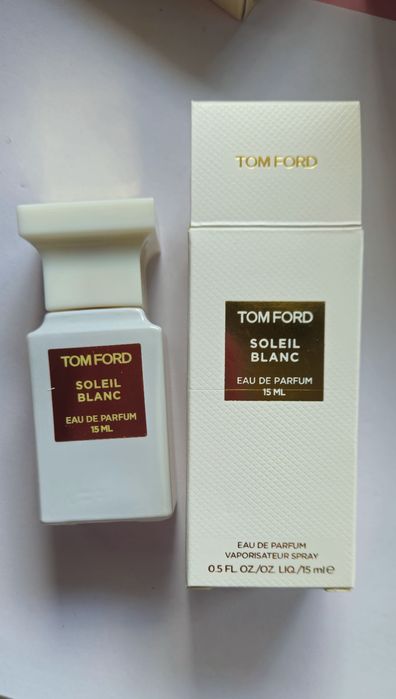 TOM FORD
SOLEIL
BLANC
EAU DE PARFUM
15 ML
TOM FORD
TOM FORD
SOLEIL
BLANC
EAU DE PARFUM
15 ML
EAU DE PARFUM
VAPORISATEUR SPRAY
0.5 FL. OZ./OZ. LIQ./15 ml e